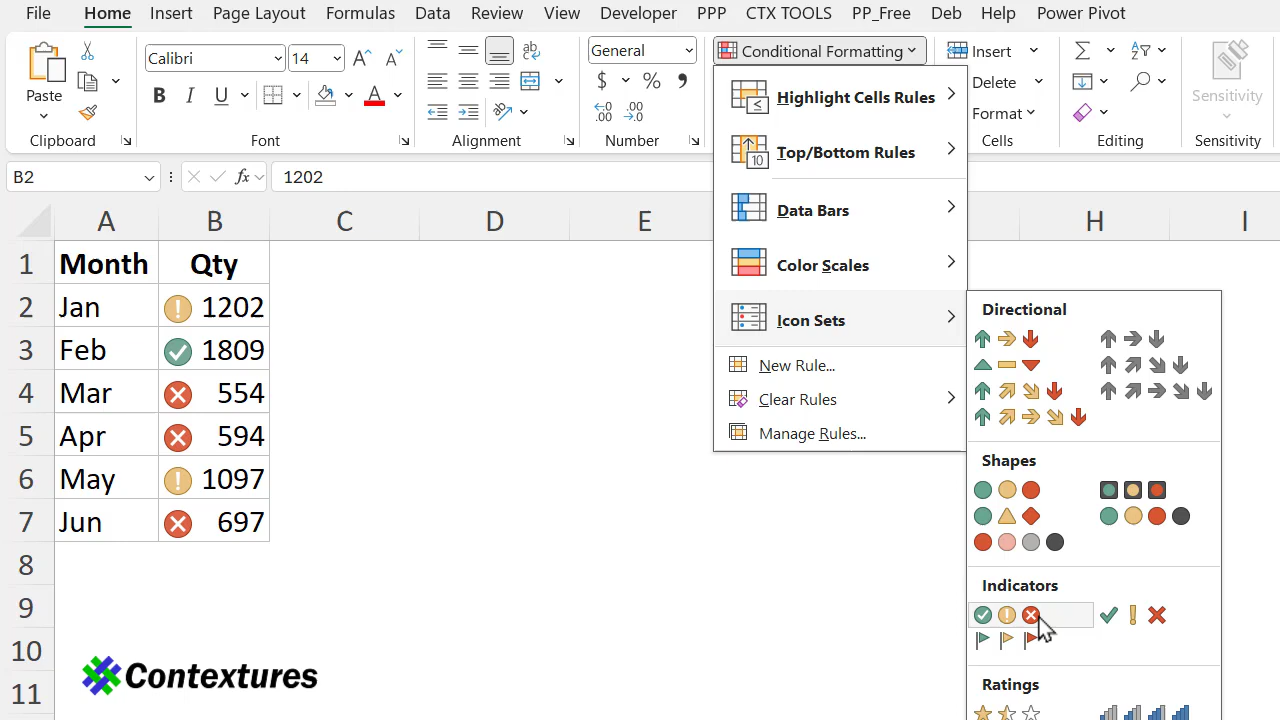 File Home Insert Page Layout Formulas Data Review View Developer PPP CTX TOOLS PP_Free Deb Help Power Pivot
Paste
Clipboard
Calibri 14
B I U A
Font
ab
Alignment
General
$ % ,
.00
Number
Conditional Formatting
Insert
Delete
Format
Cells
Editing
Sensitivity
Sensitivity
B2 fx 1202
Highlight Cells Rules
Top/Bottom Rules
Data Bars
Color Scales
Icon Sets
New Rule...
Clear Rules
Manage Rules...
Directional
Shapes
Indicators
Ratings
A B C D E H I
1 Month Qty
2 Jan 1202
3 Feb 1809
4 Mar 554
5 Apr 594
6 May 1097
7 Jun 697
8
9
10
11
Contextures